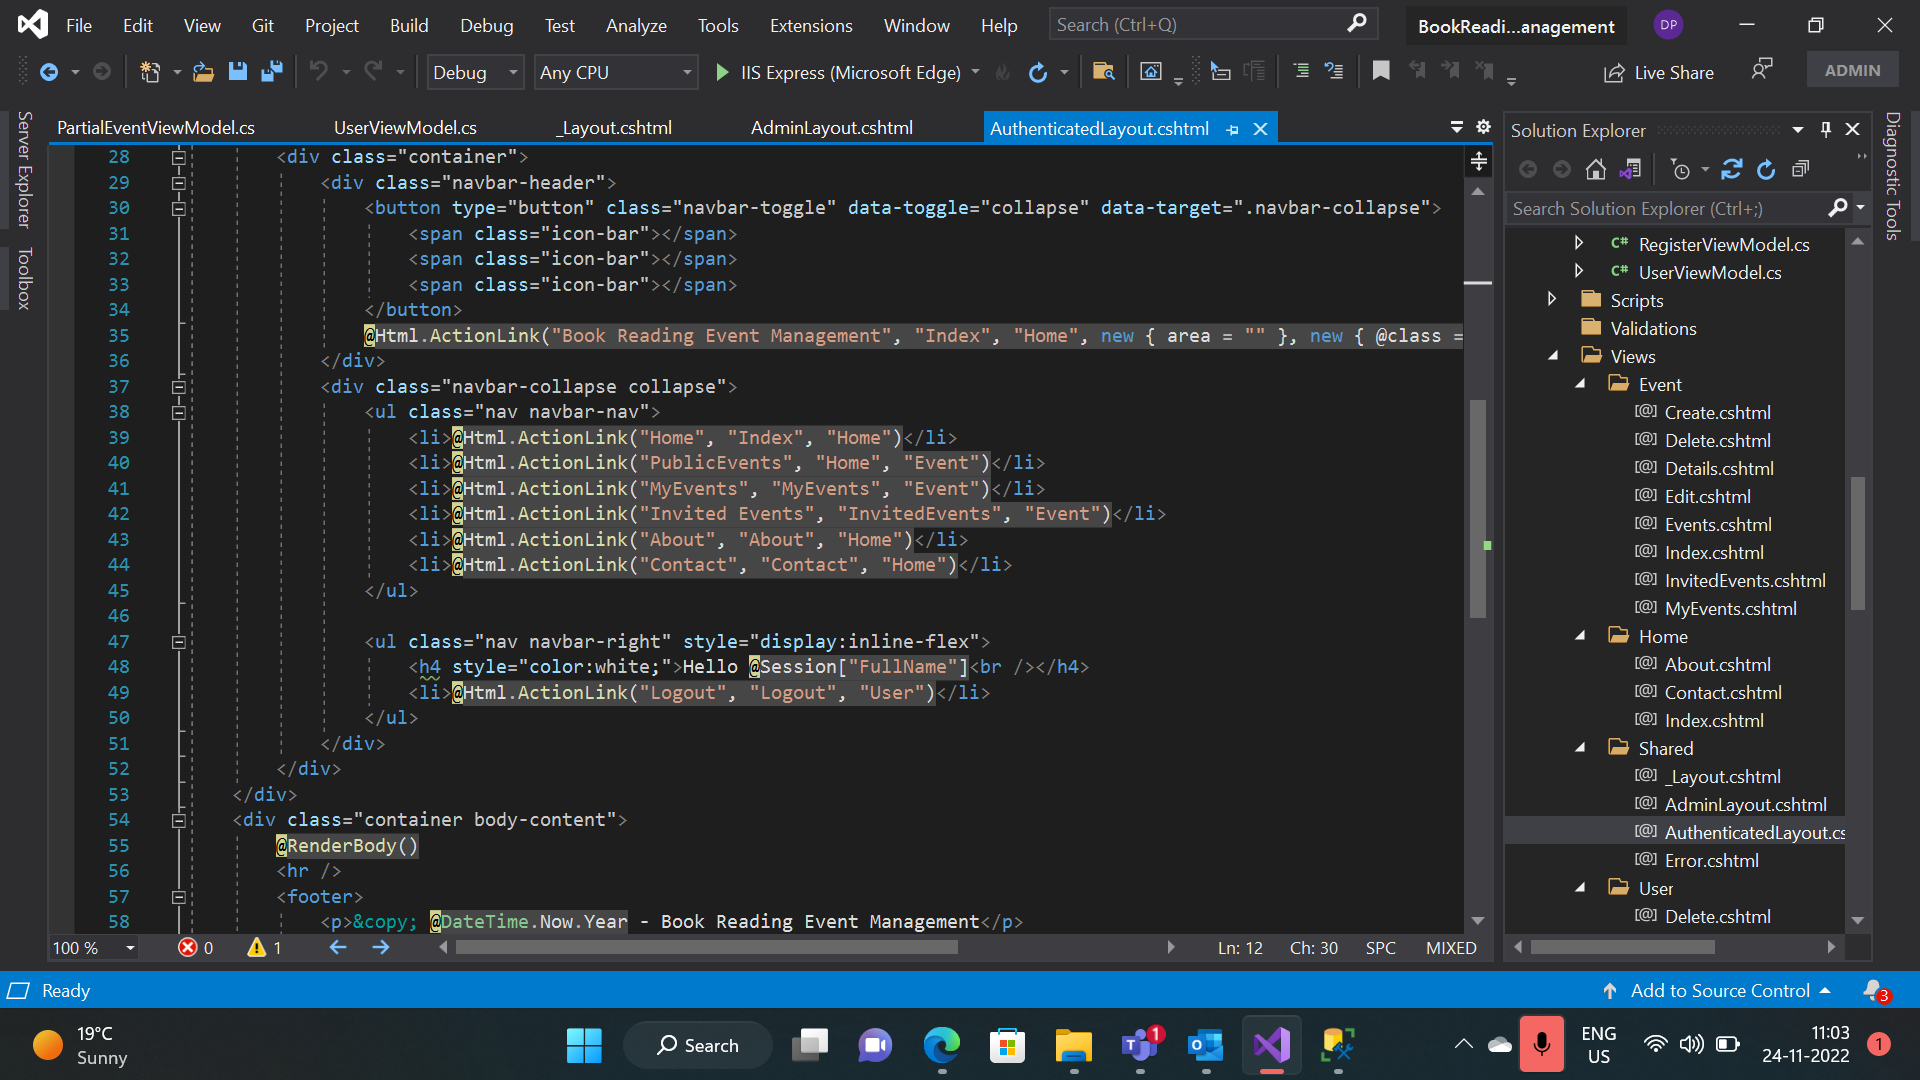 File Edit View Git Project Build Debug Test Analyze Tools Extensions Window Help Search (Ctrl+Q) BookReadi...anagement DP
Debug Any CPU IIS Express (Microsoft Edge) Live Share ADMIN
Server Explorer
Toolbox
PartialEventViewModel.cs UserViewModel.cs _Layout.cshtml AdminLayout.cshtml AuthenticatedLayout.cshtml
28 <div class="container">
29 <div class="navbar-header">
30 <button type="button" class="navbar-toggle" data-toggle="collapse" data-target=".navbar-collapse">
31 <span class="icon-bar"></span>
32 <span class="icon-bar"></span>
33 <span class="icon-bar"></span>
34 </button>
35 @Html.ActionLink("Book Reading Event Management", "Index", "Home", new { area = "" }, new { @class =
36 </div>
37 <div class="navbar-collapse collapse">
38 <ul class="nav navbar-nav">
39 <li>@Html.ActionLink("Home", "Index", "Home")</li>
40 <li>@Html.ActionLink("PublicEvents", "Home", "Event")</li>
41 <li>@Html.ActionLink("MyEvents", "MyEvents", "Event")</li>
42 <li>@Html.ActionLink("Invited Events", "InvitedEvents", "Event")</li>
43 <li>@Html.ActionLink("About", "About", "Home")</li>
44 <li>@Html.ActionLink("Contact", "Contact", "Home")</li>
45 </ul>
46
47 <ul class="nav navbar-right" style="display:inline-flex">
48 <h4 style="color:white;">Hello @Session["FullName"]<br /></h4>
49 <li>@Html.ActionLink("Logout", "Logout", "User")</li>
50 </ul>
51 </div>
52 </div>
53 </div>
54 <div class="container body-content">
55 @RenderBody()
56 <hr />
57 <footer>
58 <p>&copy; @DateTime.Now.Year - Book Reading Event Management</p>
100 % 0 1 Ln: 12 Ch: 30 SPC MIXED
Solution Explorer
Search Solution Explorer (Ctrl+;)
C# RegisterViewModel.cs
C# UserViewModel.cs
Scripts
Validations
Views
Event
[@] Create.cshtml
[@] Delete.cshtml
[@] Details.cshtml
[@] Edit.cshtml
[@] Events.cshtml
[@] Index.cshtml
[@] InvitedEvents.cshtml
[@] MyEvents.cshtml
Home
[@] About.cshtml
[@] Contact.cshtml
[@] Index.cshtml
Shared
[@] _Layout.cshtml
[@] AdminLayout.cshtml
[@] AuthenticatedLayout.cs
[@] Error.cshtml
User
[@] Delete.cshtml
Diagnostic Tools
Ready Add to Source Control 3
19°C
Sunny
Search
1
ENG
US
11:03
24-11-2022
1